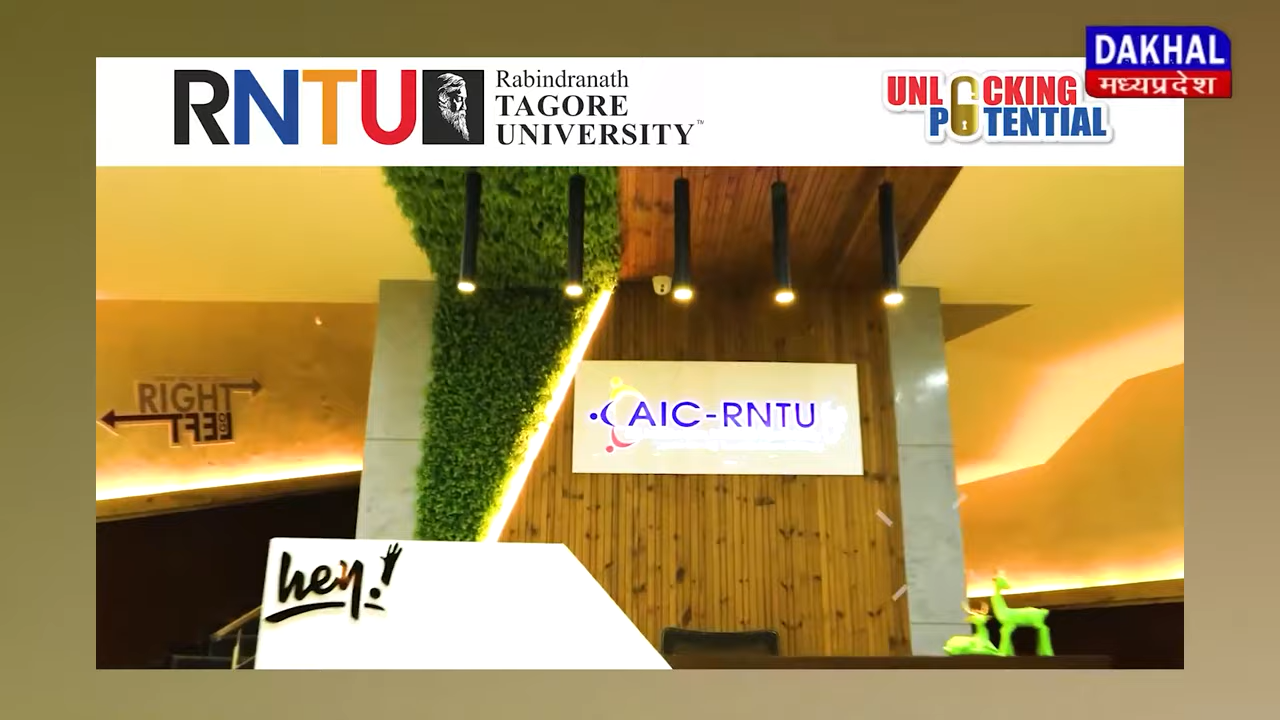 RNTU
Rabindranath
TAGORE
UNIVERSITY™
UNLOCKING
POTENTIAL
DAKHAL
मध्यप्रदेश
RIGHT
LEFT
AIC-RNTU
hey!